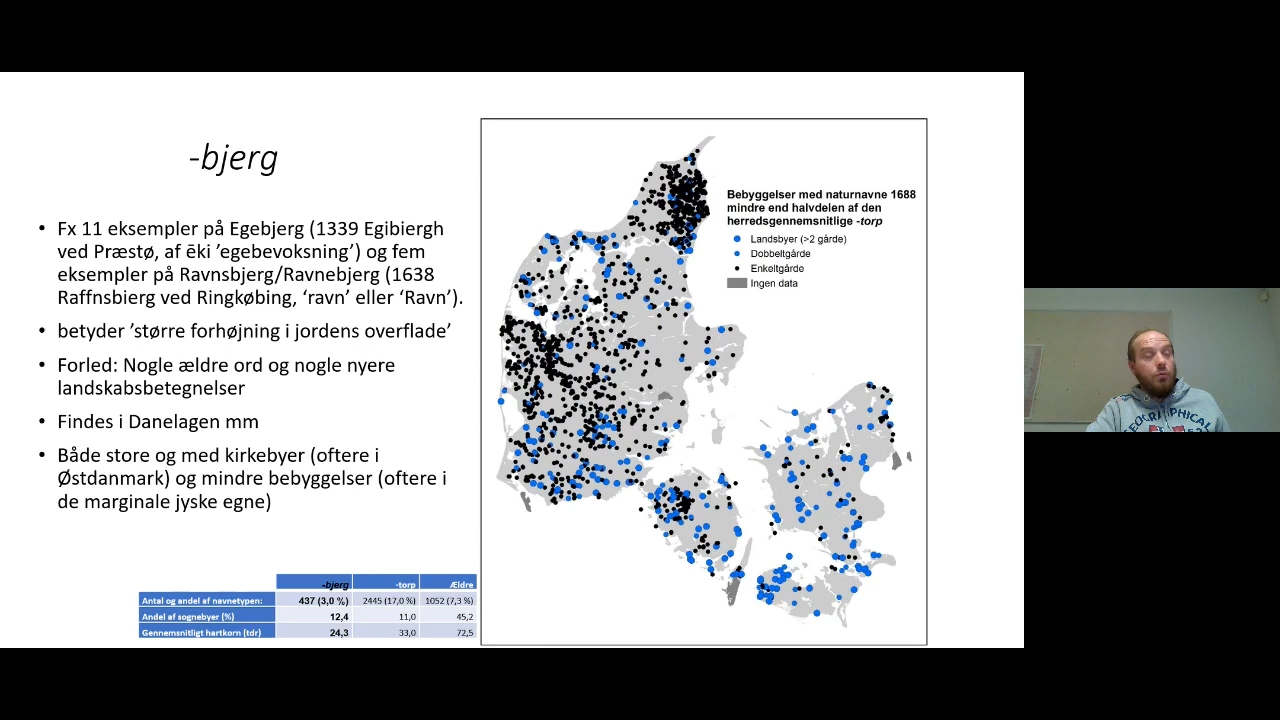 -bjerg
• Fx 11 eksempler på Egebjerg (1339 Egibiergh
ved Præstø, af ēki ’egebevoksning’) og fem
eksempler på Ravnsbjerg/Ravnebjerg (1638
Raffnsbierg ved Ringkøbing, ‘ravn’ eller ‘Ravn’).
• betyder ’større forhøjning i jordens overflade’
• Forled: Nogle ældre ord og nogle nyere
landskabsbetegnelser
• Findes i Danelagen mm
• Både store og med kirkebyer (oftere i
Østdanmark) og mindre bebyggelser (oftere i
de marginale jyske egne)
-bjerg -torp Ældre
Antal og andel af navnetypen: 437 (3,0 %) 2445 (17,0 %) 1052 (7,3 %)
Andel af sognebyer (%) 12,4 11,0 45,2
Gennemsnitligt hartkorn (tdr) 24,3 33,0 72,5
Bebyggelser med naturnavne 1688
mindre end halvdelen af den
herredsgennemsnitlige -torp
Landsbyer (>2 gårde)
Dobbeltgårde
Enkeltgårde
Ingen data
GEOGRAPHICAL